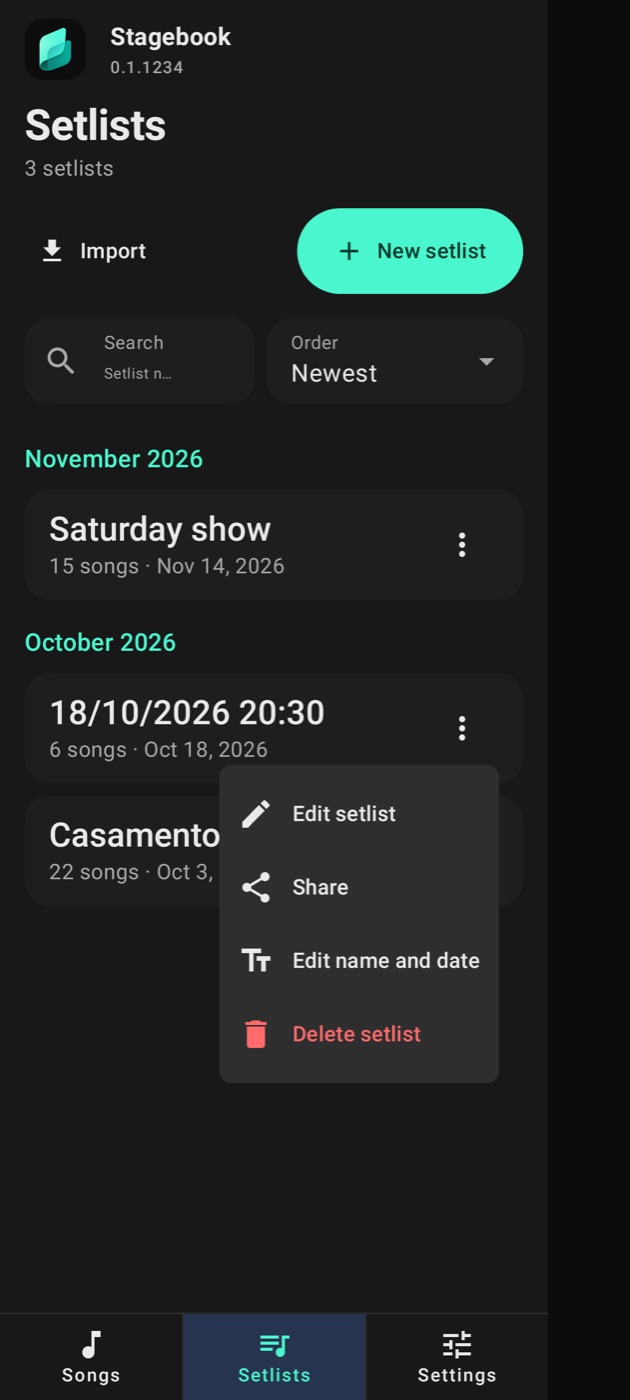 Stagebook
0.1.1234
Setlists
3 setlists
Import
New setlist
Search
Setlist n…
Order
Newest
November 2026
Saturday show
15 songs · Nov 14, 2026
October 2026
18/10/2026 20:30
6 songs · Oct 18, 2026
Casamento
22 songs · Oct 3,
Edit setlist
Share
Edit name and date
Delete setlist
Songs
Setlists
Settings